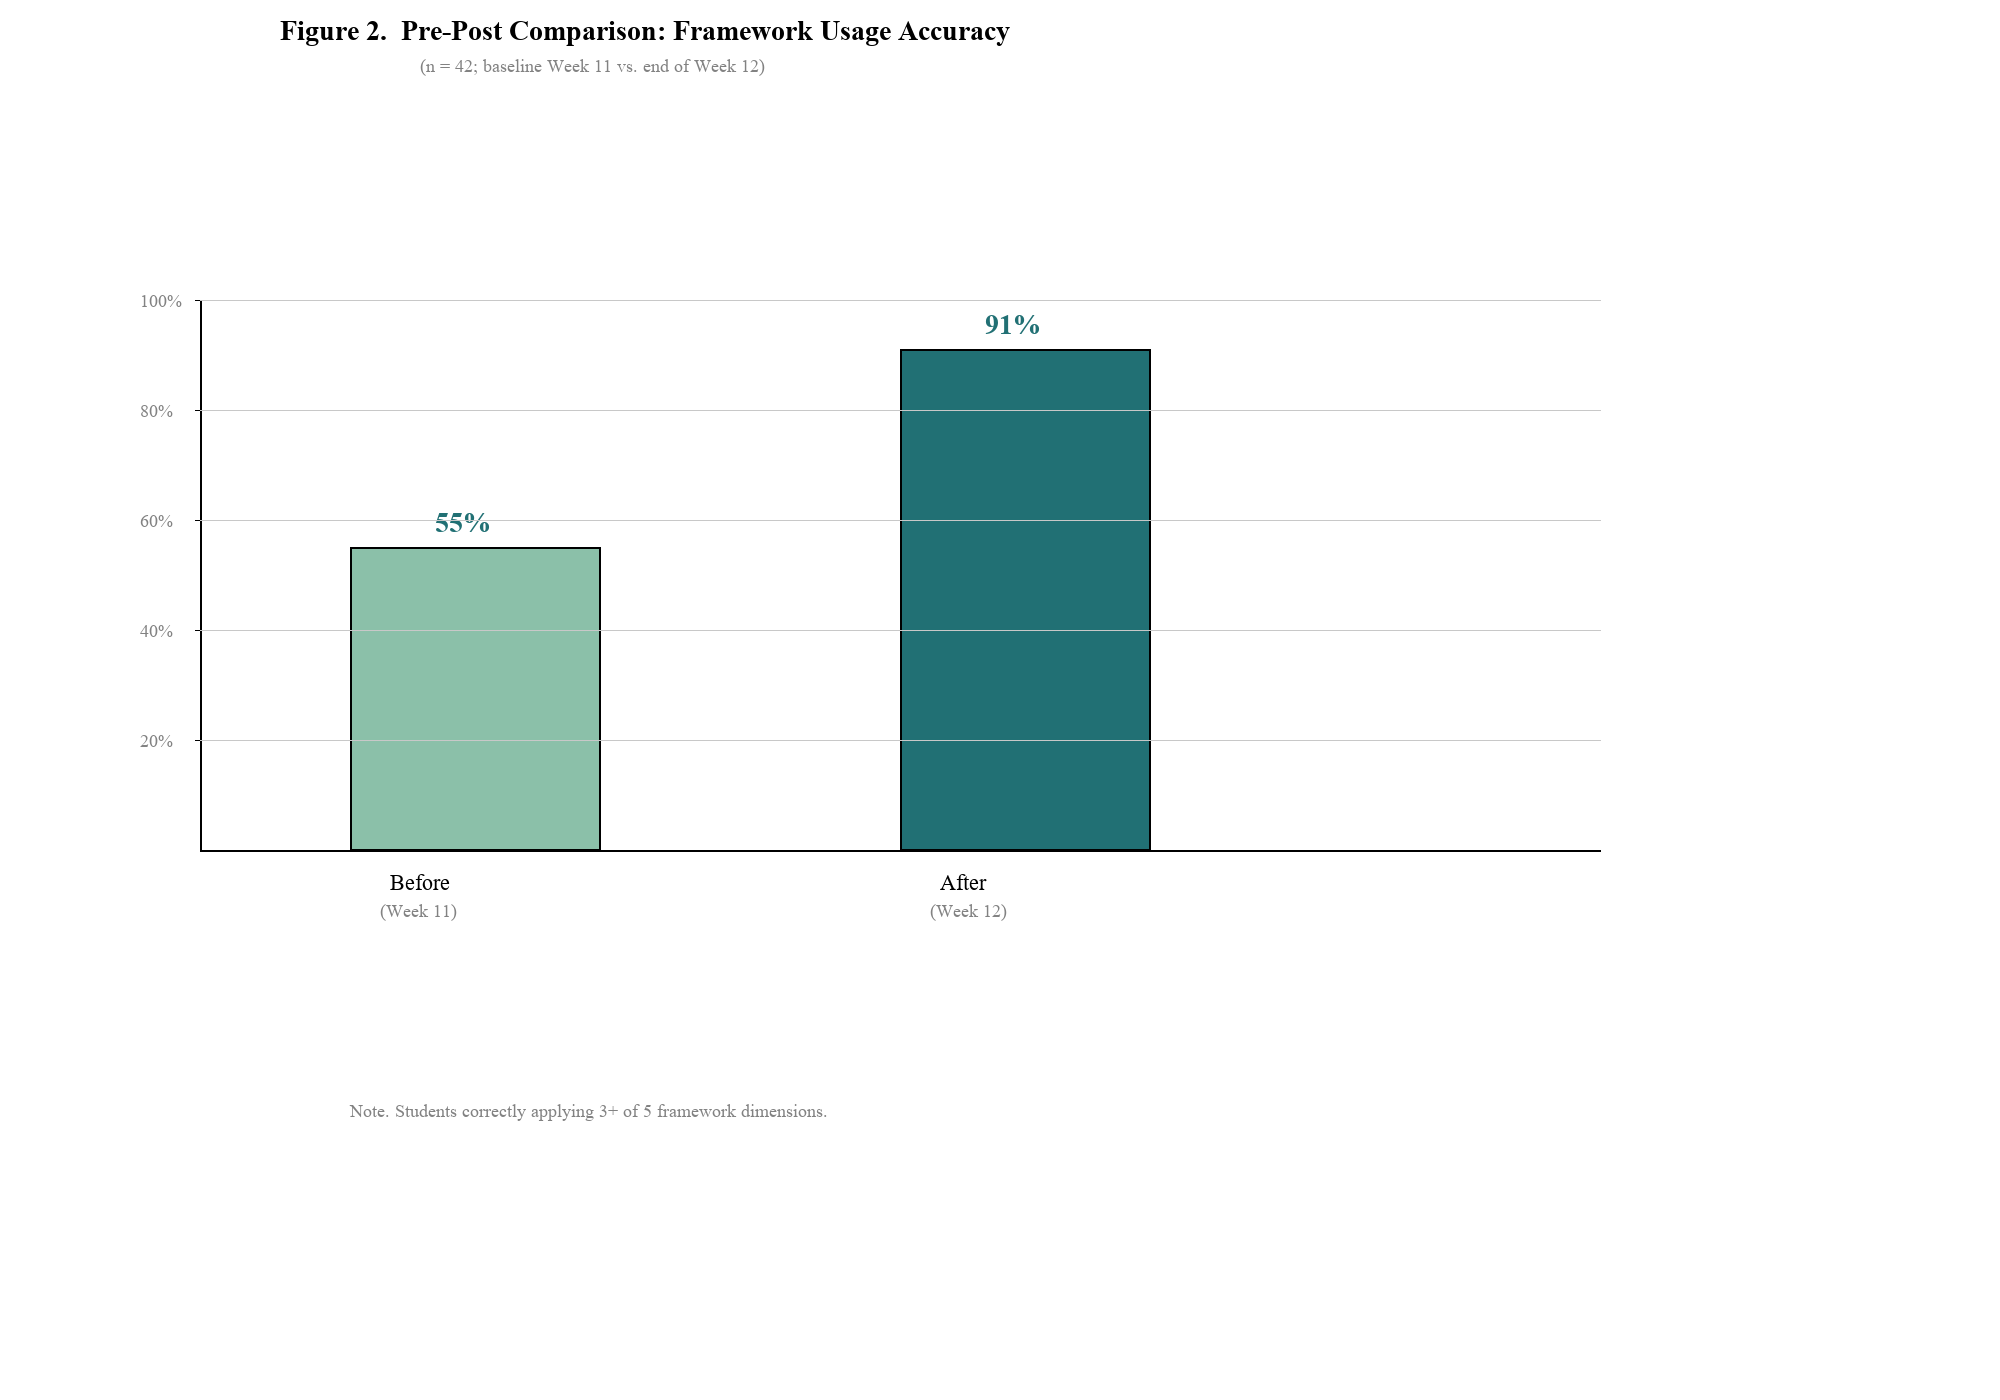 Figure 2.  Pre-Post Comparison: Framework Usage Accuracy
(n = 42; baseline Week 11 vs. end of Week 12)
100%
91%
80%
60%
55%
40%
20%
Before
After
(Week 11)
(Week 12)
Note. Students correctly applying 3+ of 5 framework dimensions.